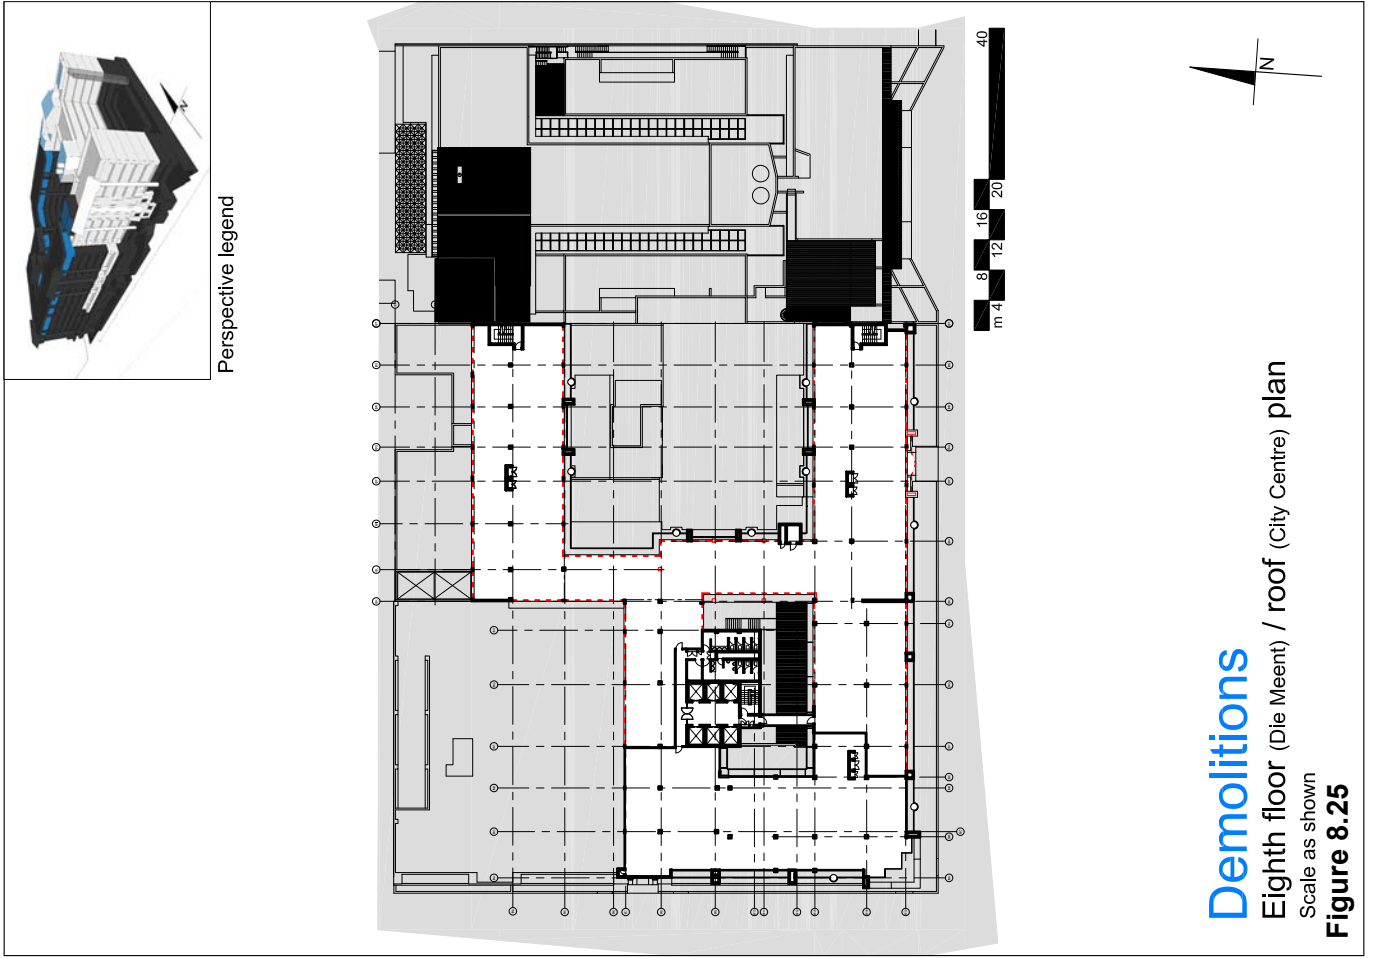 Demolitions
Eighth floor (Die Meent) / roof (City Centre) plan
Scale as shown
Figure 8.25
Perspective legend
N
N
m 4 8 12 16 20 40